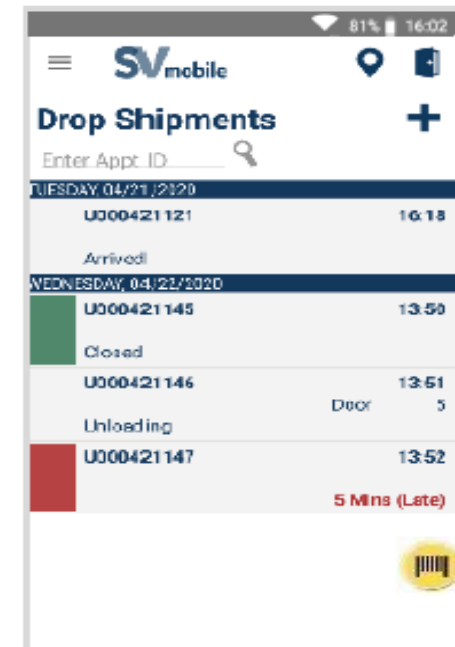 81% 16:02
SVmobile
Drop Shipments
Enter Appt ID
TUESDAY, 04/21/2020
U000421121 16:18
Arrived
WEDNESDAY, 04/22/2020
U000421145 13:50
Closed
U000421146 13:51
Door 5
Unloading
U000421147 13:52
5 Mins (Late)